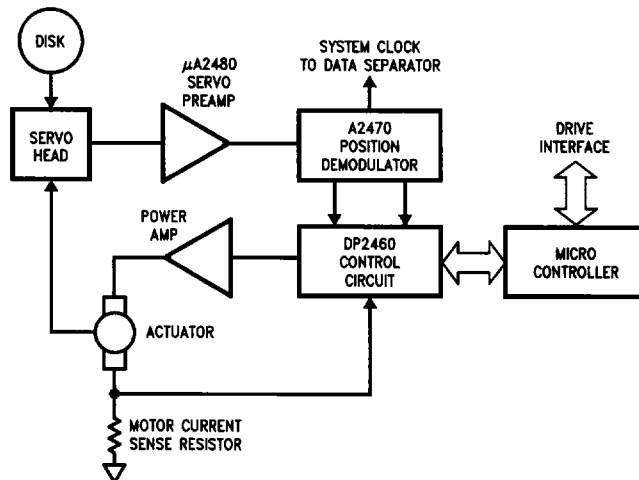 DISK
μA2480
SERVO
PREAMP
SYSTEM CLOCK
TO DATA SEPARATOR
SERVO
HEAD
A2470
POSITION
DEMODULATOR
DRIVE
INTERFACE
POWER
AMP
DP2460
CONTROL
CIRCUIT
MICRO
CONTROLLER
ACTUATOR
MOTOR CURRENT
SENSE RESISTOR